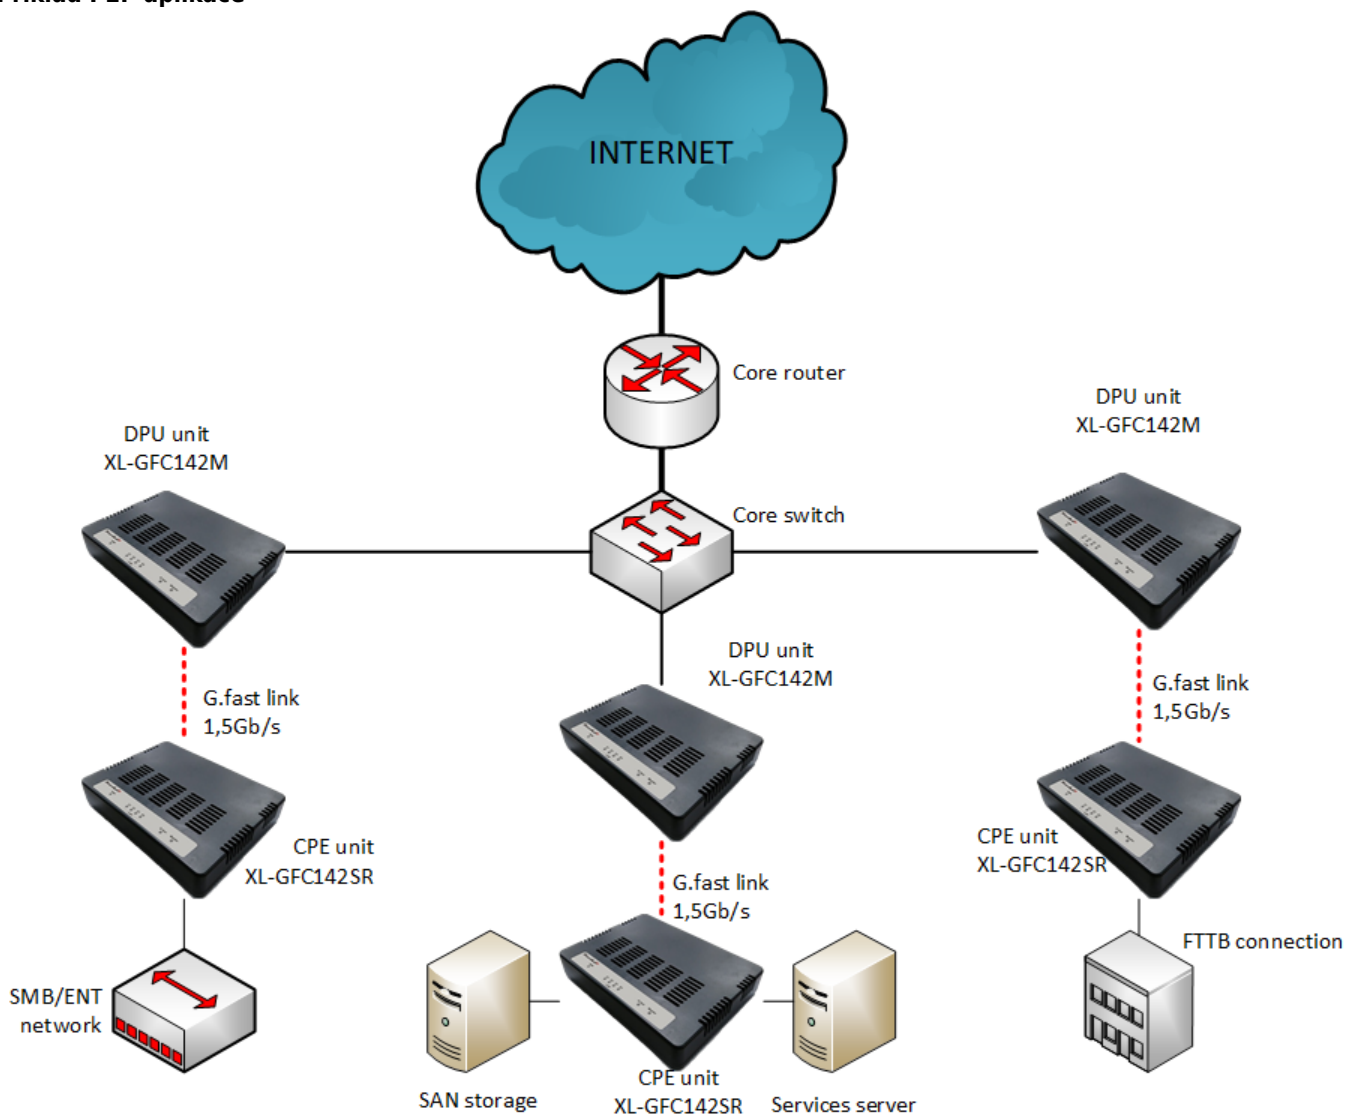 INTERNET
Core router
DPU unit
XL-GFC142M
DPU unit
XL-GFC142M
Core switch
DPU unit
XL-GFC142M
G.fast link
1,5Gb/s
G.fast link
1,5Gb/s
CPE unit
XL-GFC142SR
CPE unit
XL-GFC142SR
G.fast link
1,5Gb/s
FTTB connection
SMB/ENT
network
CPE unit
XL-GFC142SR
SAN storage
Services server